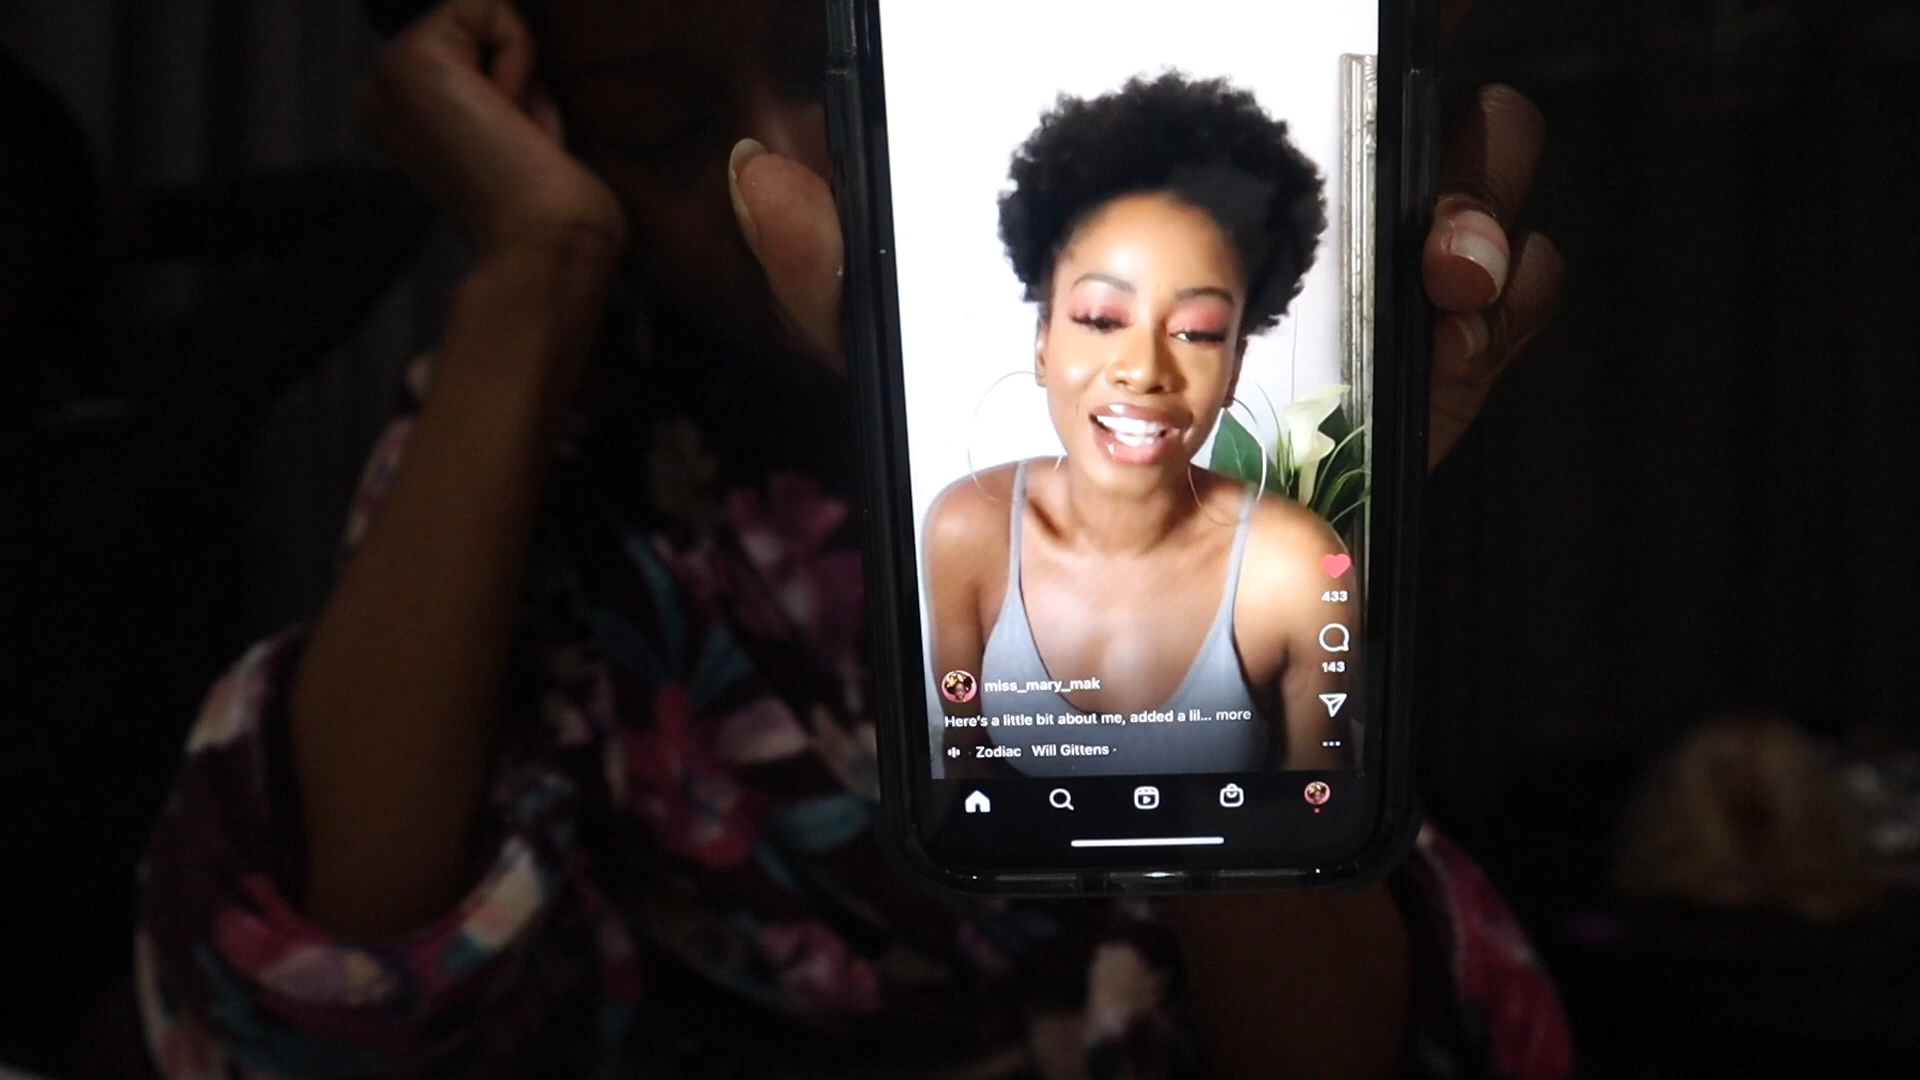 433
143
miss_mary_mak
Here's a little bit about me, added a lil... more
Zodiac Will Gittens ·